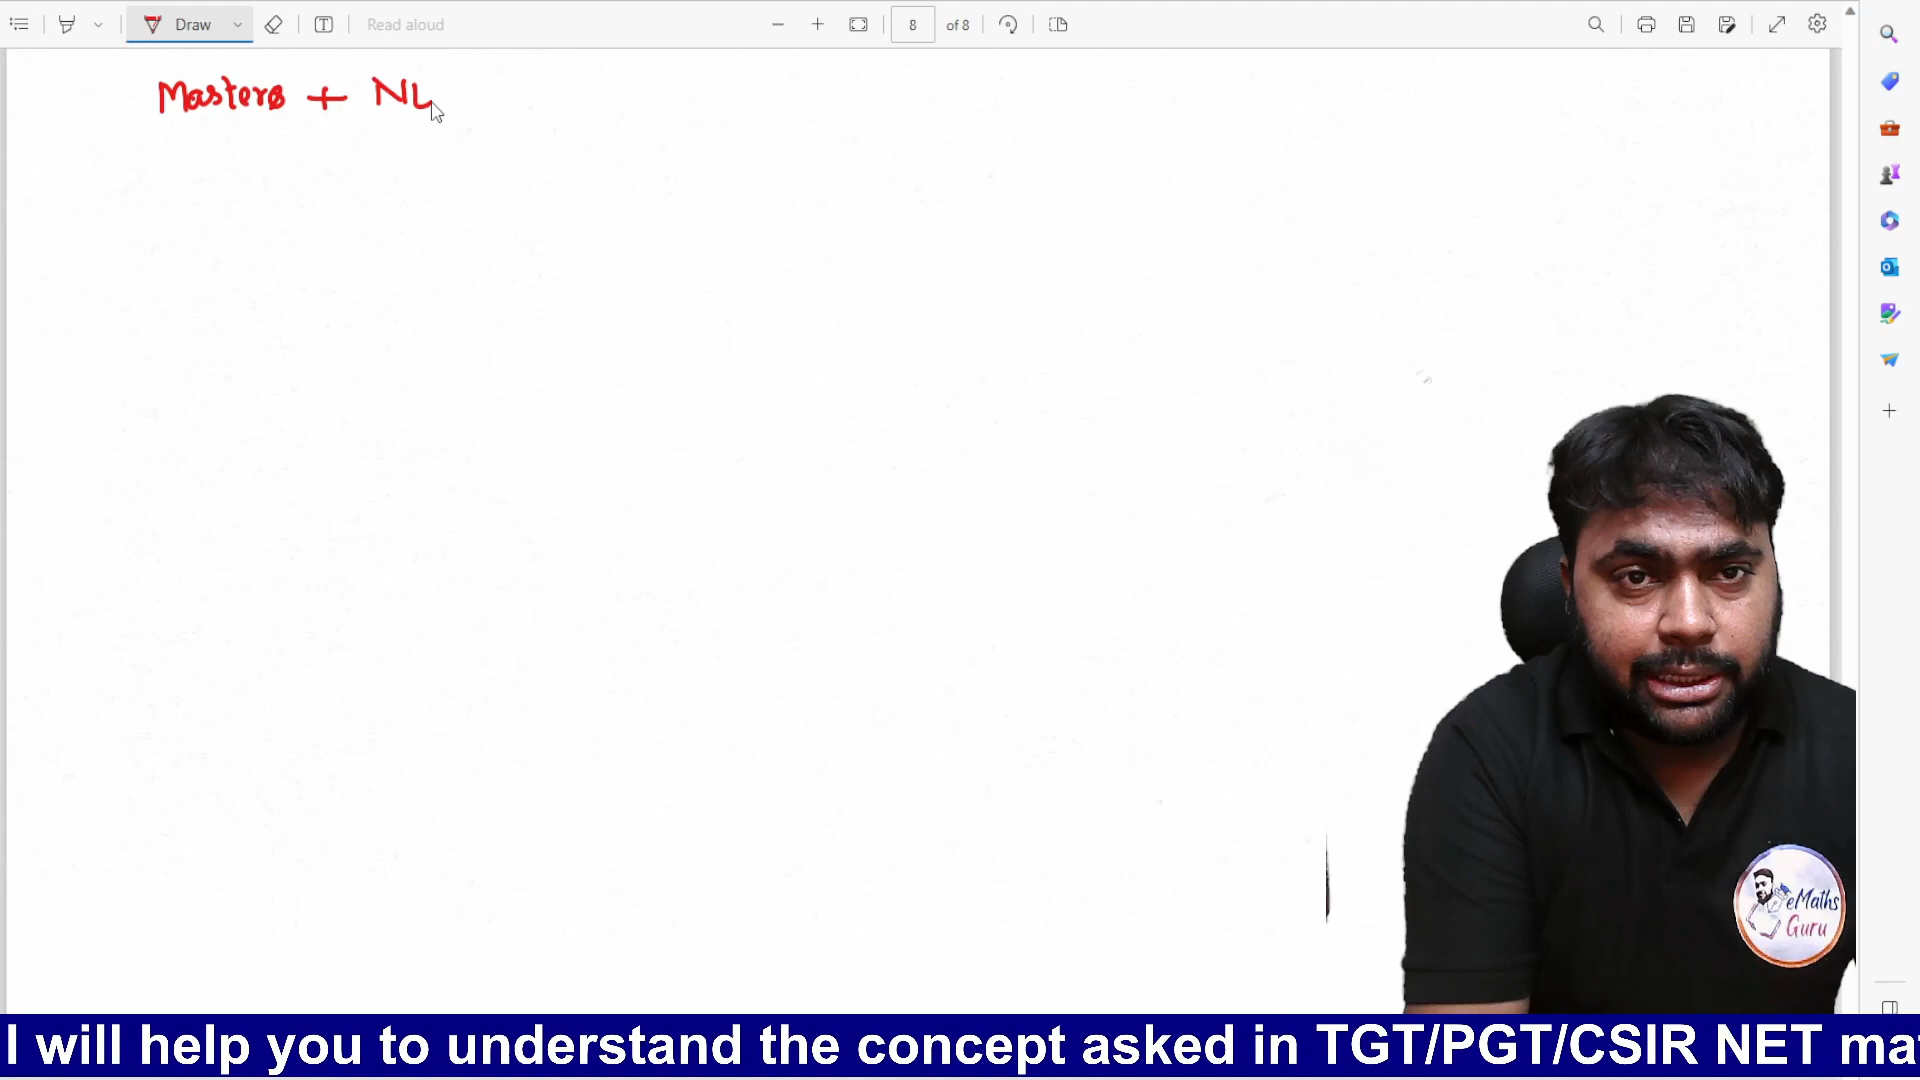 Draw
Read aloud
8 of 8
Masters + NL
eMaths
Guru
I will help you to understand the concept asked in TGT/PGT/CSIR NET mat